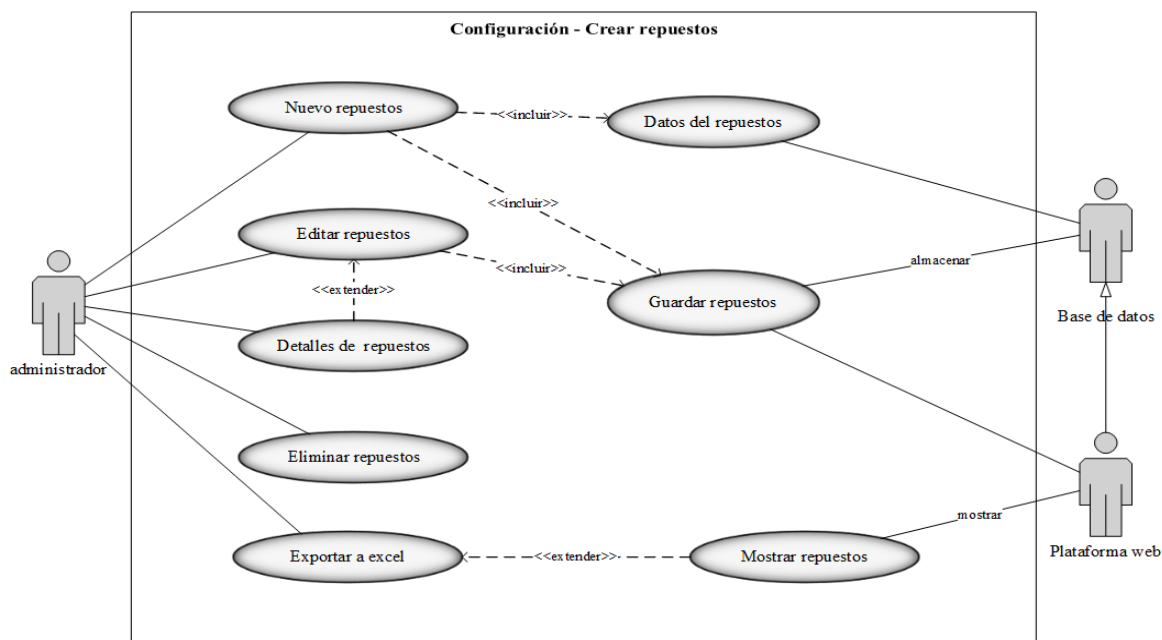 Configuración - Crear repuestos
Nuevo repuestos
<<incluir>>
Datos del repuestos
<<incluir>>
Editar repuestos
<<incluir>>
almacenar
<<extender>>
Guardar repuestos
Base de datos
Detalles de repuestos
administrador
Eliminar repuestos
mostrar
Exportar a excel
<<extender>>
Mostrar repuestos
Plataforma web